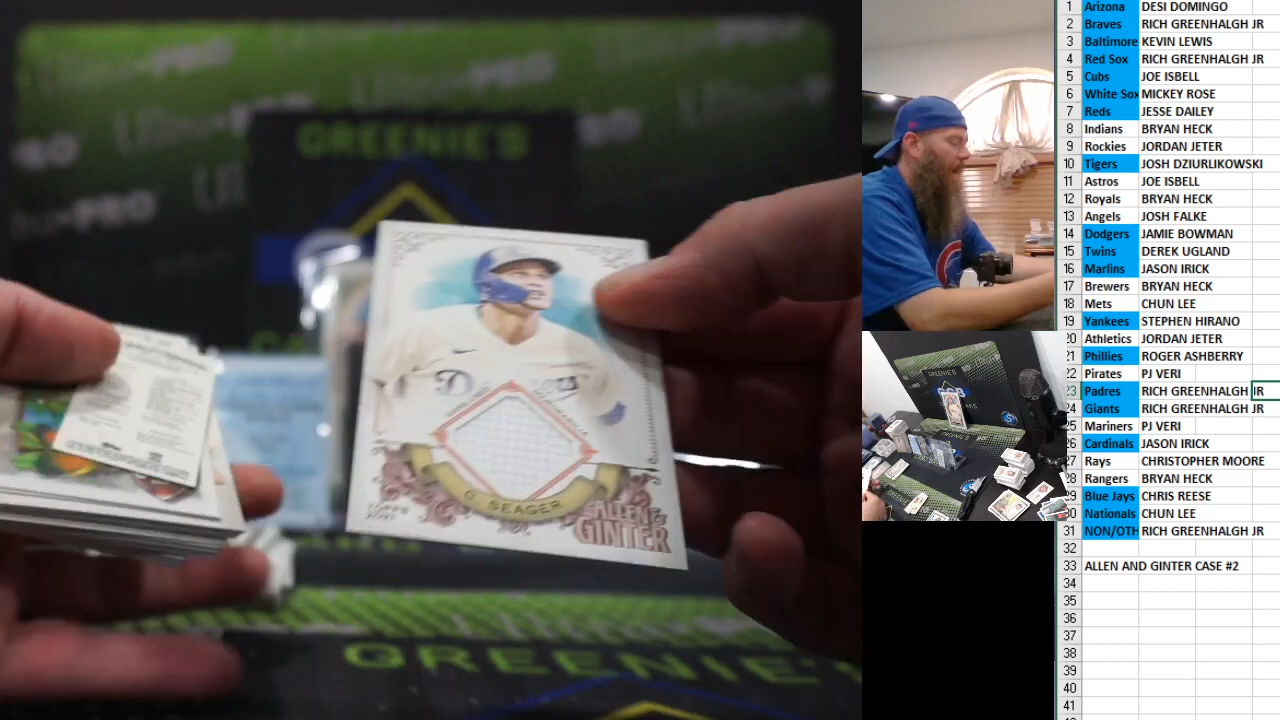 GREENIE'S
50
C. SEAGER
ALLEN &
GINTER
GREENIE'S
GREENIE'S
1 Arizona DESI DOMINGO
2 Braves RICH GREENHALGH JR
3 Baltimore KEVIN LEWIS
4 Red Sox RICH GREENHALGH JR
5 Cubs JOE ISBELL
6 White Sox MICKEY ROSE
7 Reds JESSE DAILEY
8 Indians BRYAN HECK
9 Rockies JORDAN JETER
10 Tigers JOSH DZIURLIKOWSKI
11 Astros JOE ISBELL
12 Royals BRYAN HECK
13 Angels JOSH FALKE
14 Dodgers JAMIE BOWMAN
15 Twins DEREK UGLAND
16 Marlins JASON IRICK
17 Brewers BRYAN HECK
18 Mets CHUN LEE
19 Yankees STEPHEN HIRANO
20 Athletics JORDAN JETER
21 Phillies ROGER ASHBERRY
22 Pirates PJ VERI
23 Padres RICH GREENHALGH JR
24 Giants RICH GREENHALGH JR
25 Mariners PJ VERI
26 Cardinals JASON IRICK
27 Rays CHRISTOPHER MOORE
28 Rangers BRYAN HECK
29 Blue Jays CHRIS REESE
30 Nationals CHUN LEE
31 NON/OTH RICH GREENHALGH JR
32
33 ALLEN AND GINTER CASE #2
34
35
36
37
38
39
40
41